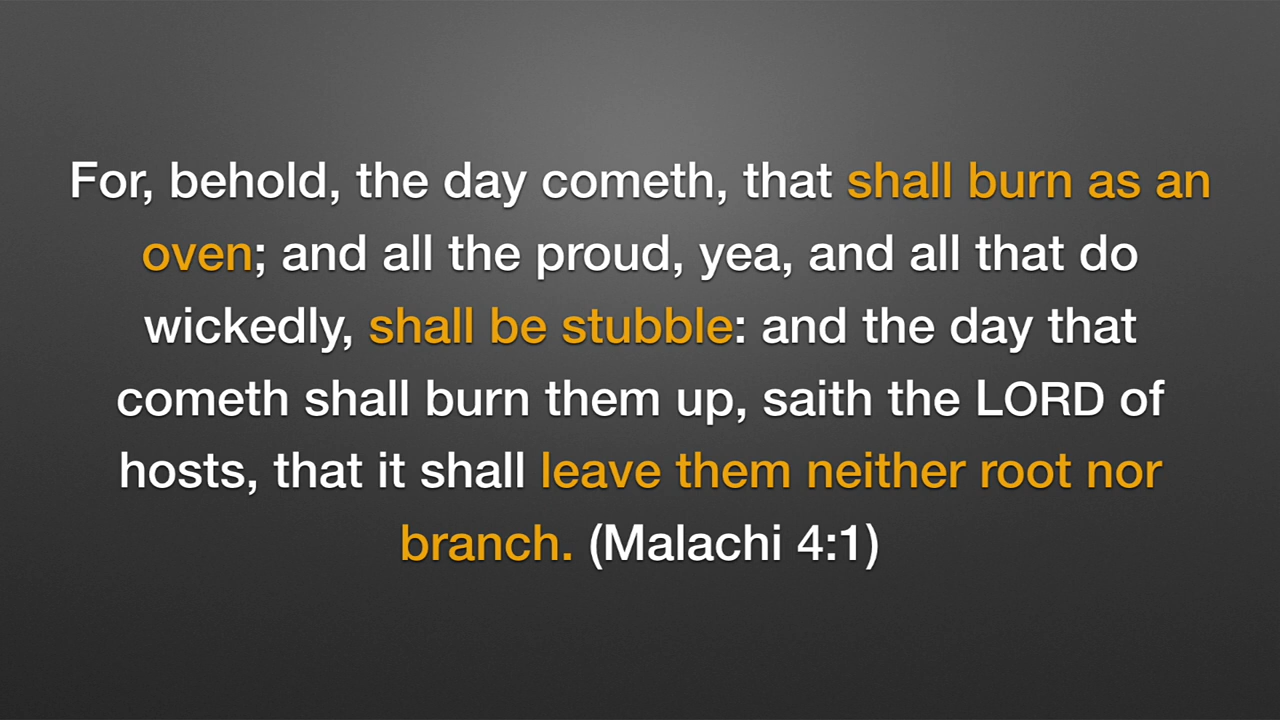 For, behold, the day cometh, that shall burn as an
oven; and all the proud, yea, and all that do
wickedly, shall be stubble: and the day that
cometh shall burn them up, saith the LORD of
hosts, that it shall leave them neither root nor
branch. (Malachi 4:1)